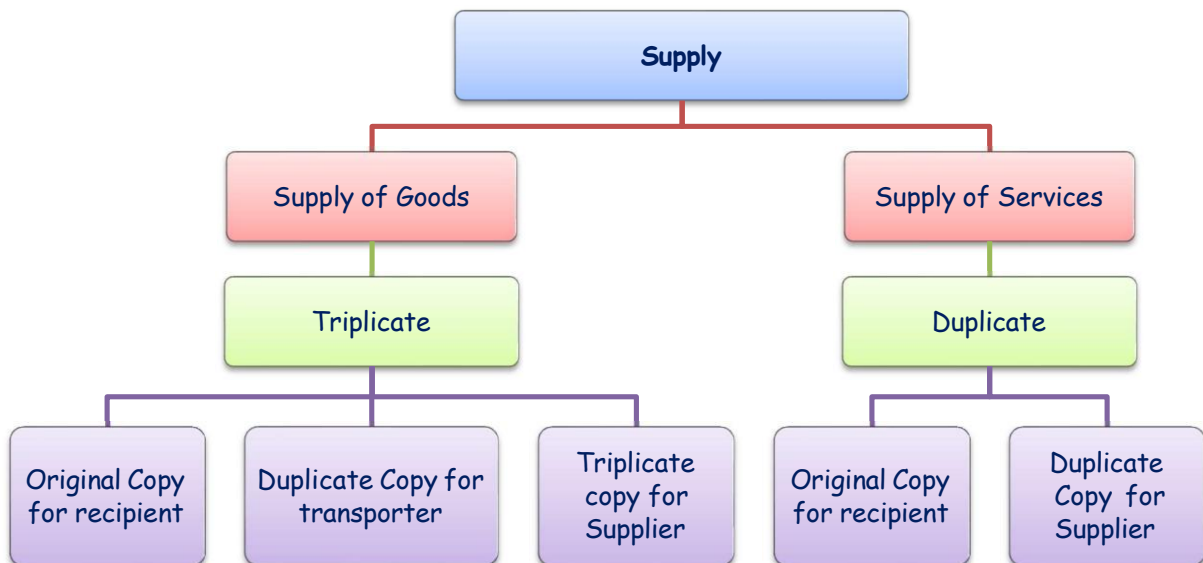 Supply
Supply of Goods
Supply of Services
Triplicate
Duplicate
Original Copy
for recipient
Duplicate Copy for
transporter
Triplicate
copy for
Supplier
Original Copy
for recipient
Duplicate
Copy for
Supplier